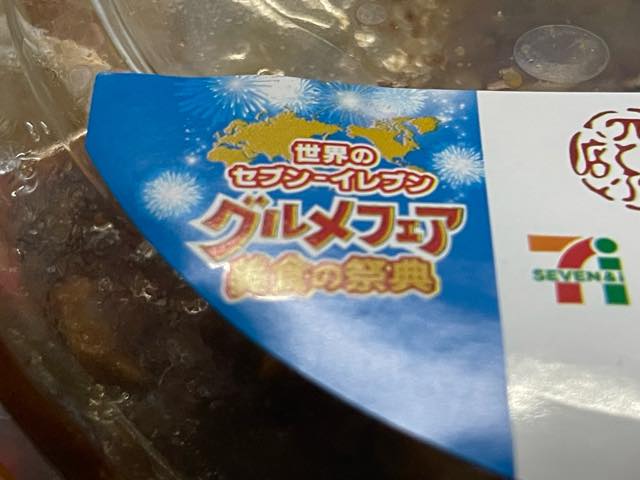 世界の
セブン-イレブン
グルメフェア
美食の祭典
SEVEN&i